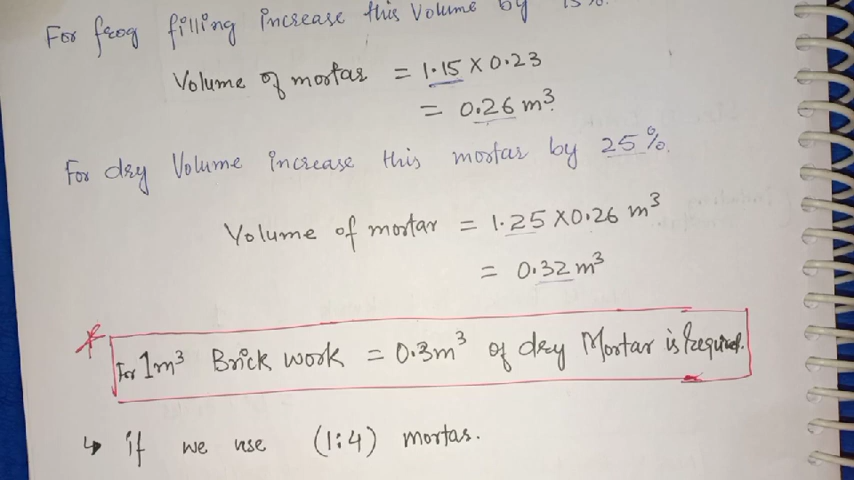 For frog filling increase this Volume by 15%.
Volume of mortar = 1.15 X 0.23
= 0.26 m³.
For dry Volume increase this mortar by 25%.
Volume of mortar = 1.25 X 0.26 m³
= 0.32 m³
* For 1m³ Brick work = 0.3m³ of dry Mortar is Required.
↳ if we use (1:4) mortar.